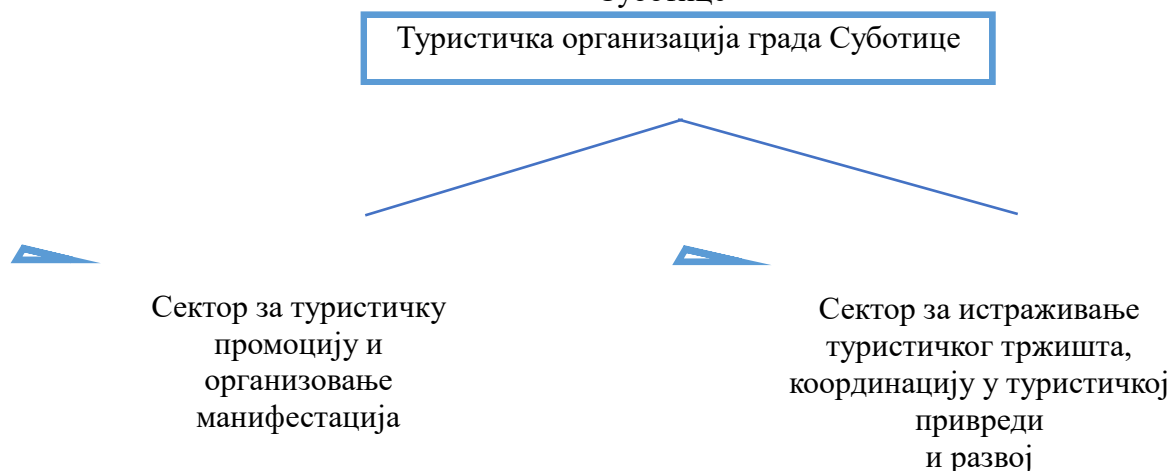 Туристичка организација града Суботице
Сектор за туристичку
промоцију и
организовање
манифестација
Сектор за истраживање
туристичког тржишта,
координацију у туристичкој
привреди
и развој